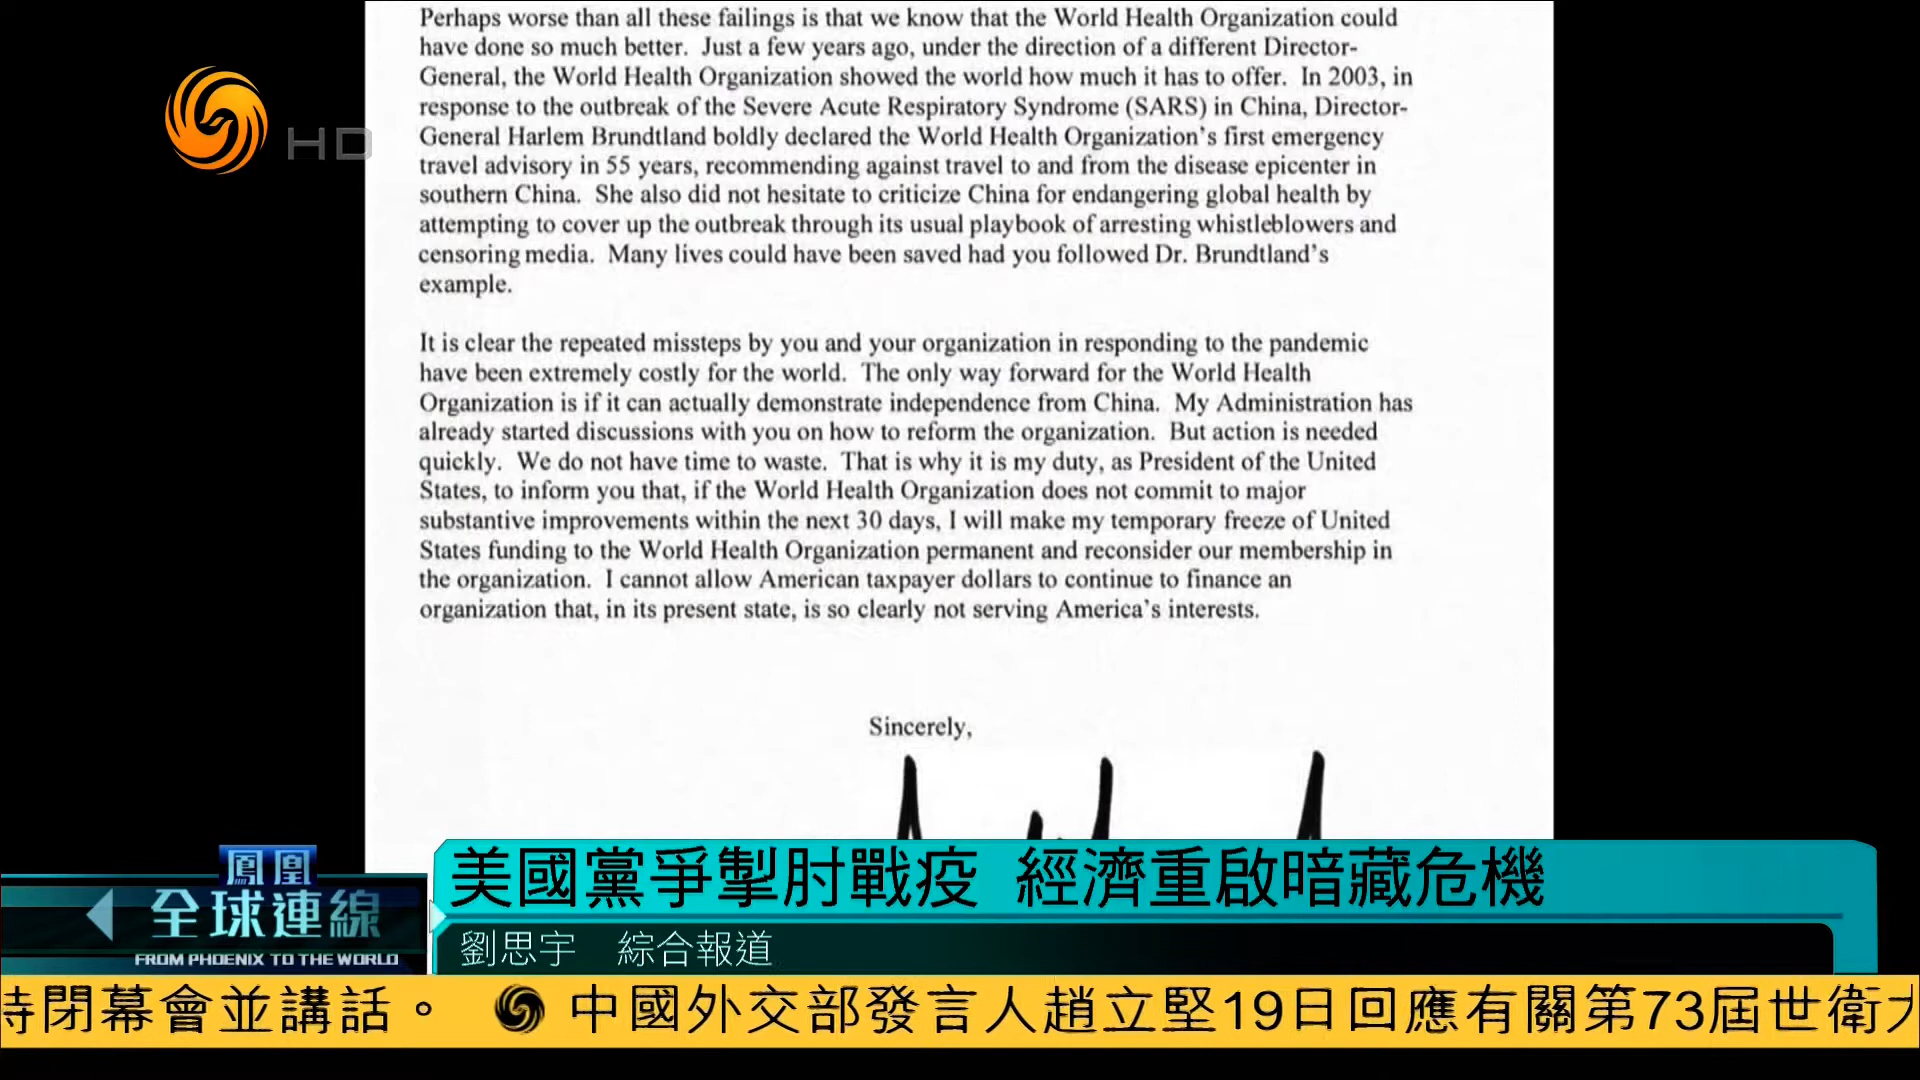 Perhaps worse than all these failings is that we know that the World Health Organization could
have done so much better.  Just a few years ago, under the direction of a different Director-
General, the World Health Organization showed the world how much it has to offer.  In 2003, in
response to the outbreak of the Severe Acute Respiratory Syndrome (SARS) in China, Director-
General Harlem Brundtland boldly declared the World Health Organization's first emergency
travel advisory in 55 years, recommending against travel to and from the disease epicenter in
southern China.  She also did not hesitate to criticize China for endangering global health by
attempting to cover up the outbreak through its usual playbook of arresting whistleblowers and
censoring media.  Many lives could have been saved had you followed Dr. Brundtland's
example.
It is clear the repeated missteps by you and your organization in responding to the pandemic
have been extremely costly for the world.  The only way forward for the World Health
Organization is if it can actually demonstrate independence from China.  My Administration has
already started discussions with you on how to reform the organization.  But action is needed
quickly.  We do not have time to waste.  That is why it is my duty, as President of the United
States, to inform you that, if the World Health Organization does not commit to major
substantive improvements within the next 30 days, I will make my temporary freeze of United
States funding to the World Health Organization permanent and reconsider our membership in
the organization.  I cannot allow American taxpayer dollars to continue to finance an
organization that, in its present state, is so clearly not serving America's interests.
Sincerely,
HD
鳳凰
全球連線
FROM PHOENIX TO THE WORLD
美國黨爭掣肘戰疫 經濟重啟暗藏危機
劉思宇 綜合報道
閉幕會並講話。 中國外交部發言人趙立堅19日回應有關第73屆世衛